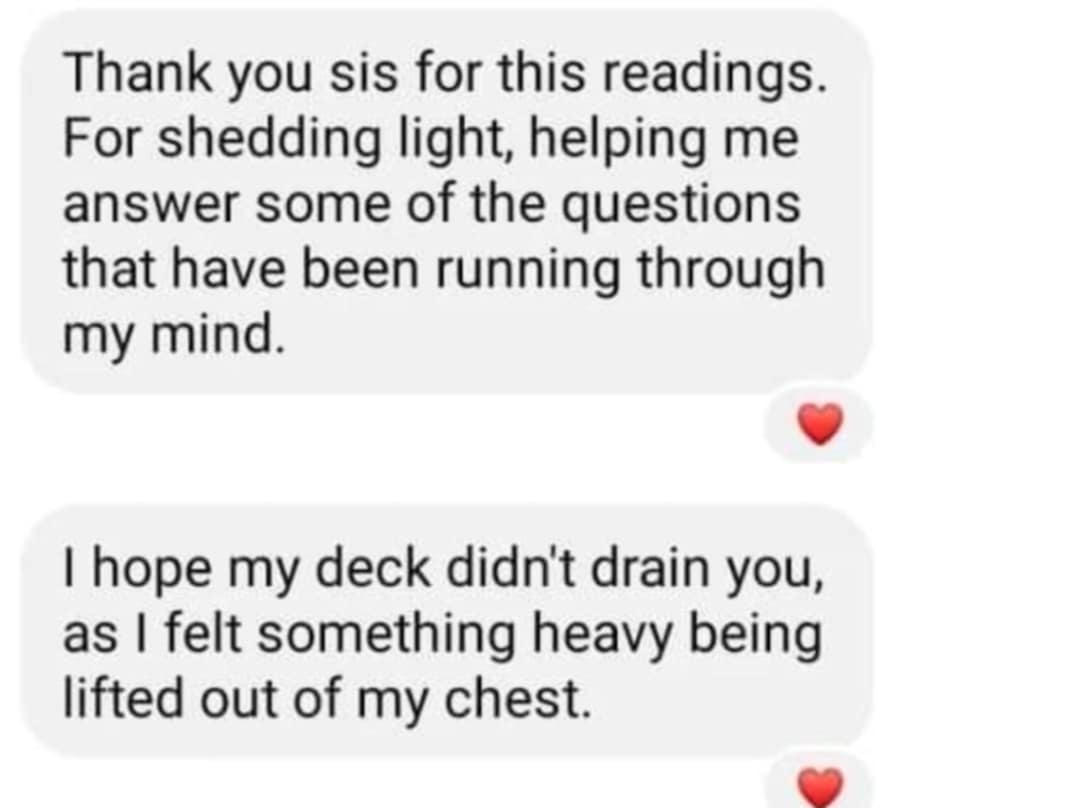 Thank you sis for this readings.
For shedding light, helping me
answer some of the questions
that have been running through
my mind.
I hope my deck didn't drain you,
as I felt something heavy being
lifted out of my chest.